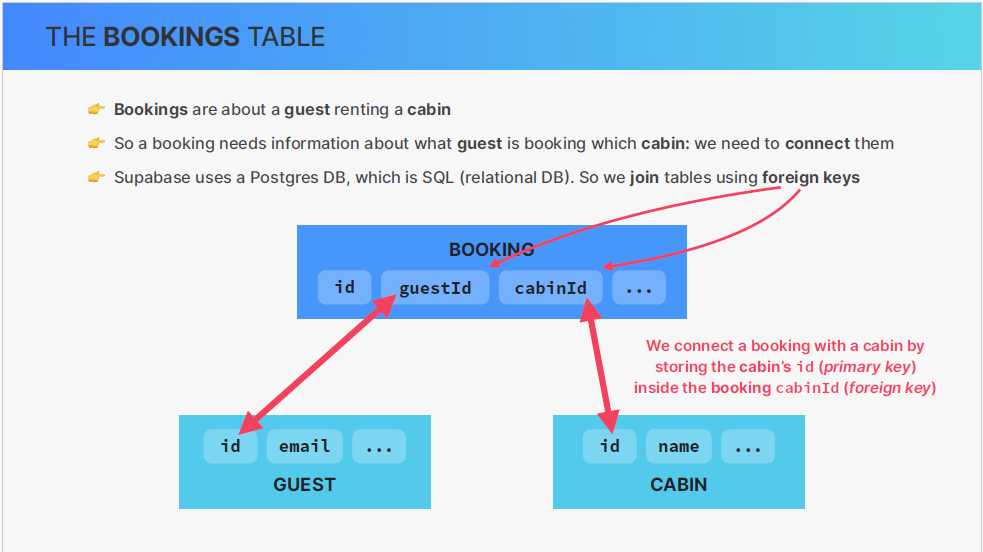 THE BOOKINGS TABLE
👉 Bookings are about a guest renting a cabin
👉 So a booking needs information about what guest is booking which cabin: we need to connect them
👉 Supabase uses a Postgres DB, which is SQL (relational DB). So we join tables using foreign keys
BOOKING
id guestId cabinId ...
We connect a booking with a cabin by
storing the cabin's id (primary key)
inside the booking cabinId (foreign key)
id email ...
GUEST
id name ...
CABIN